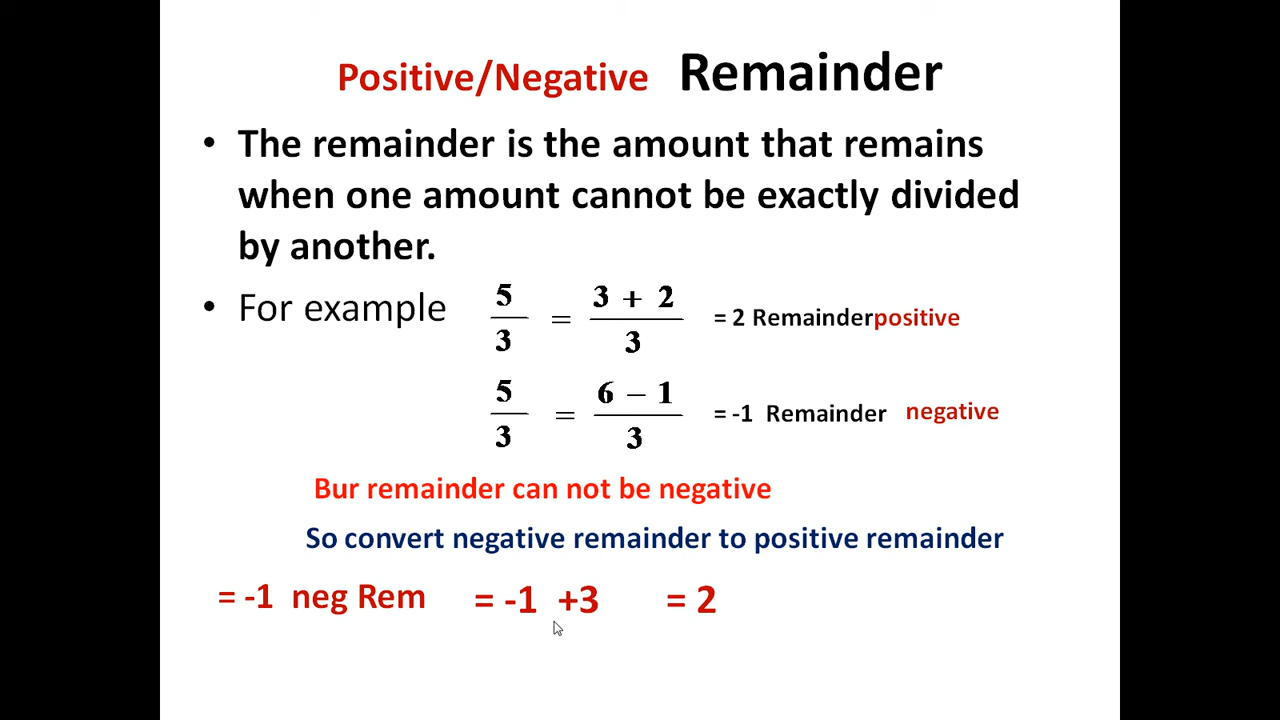 Positive/Negative Remainder
• The remainder is the amount that remains
when one amount cannot be exactly divided
by another.
• For example 5/3 = (3 + 2)/3 = 2 Remainderpositive
5/3 = (6 − 1)/3 = -1 Remainder negative
Bur remainder can not be negative
So convert negative remainder to positive remainder
= -1 neg Rem = -1 +3 = 2